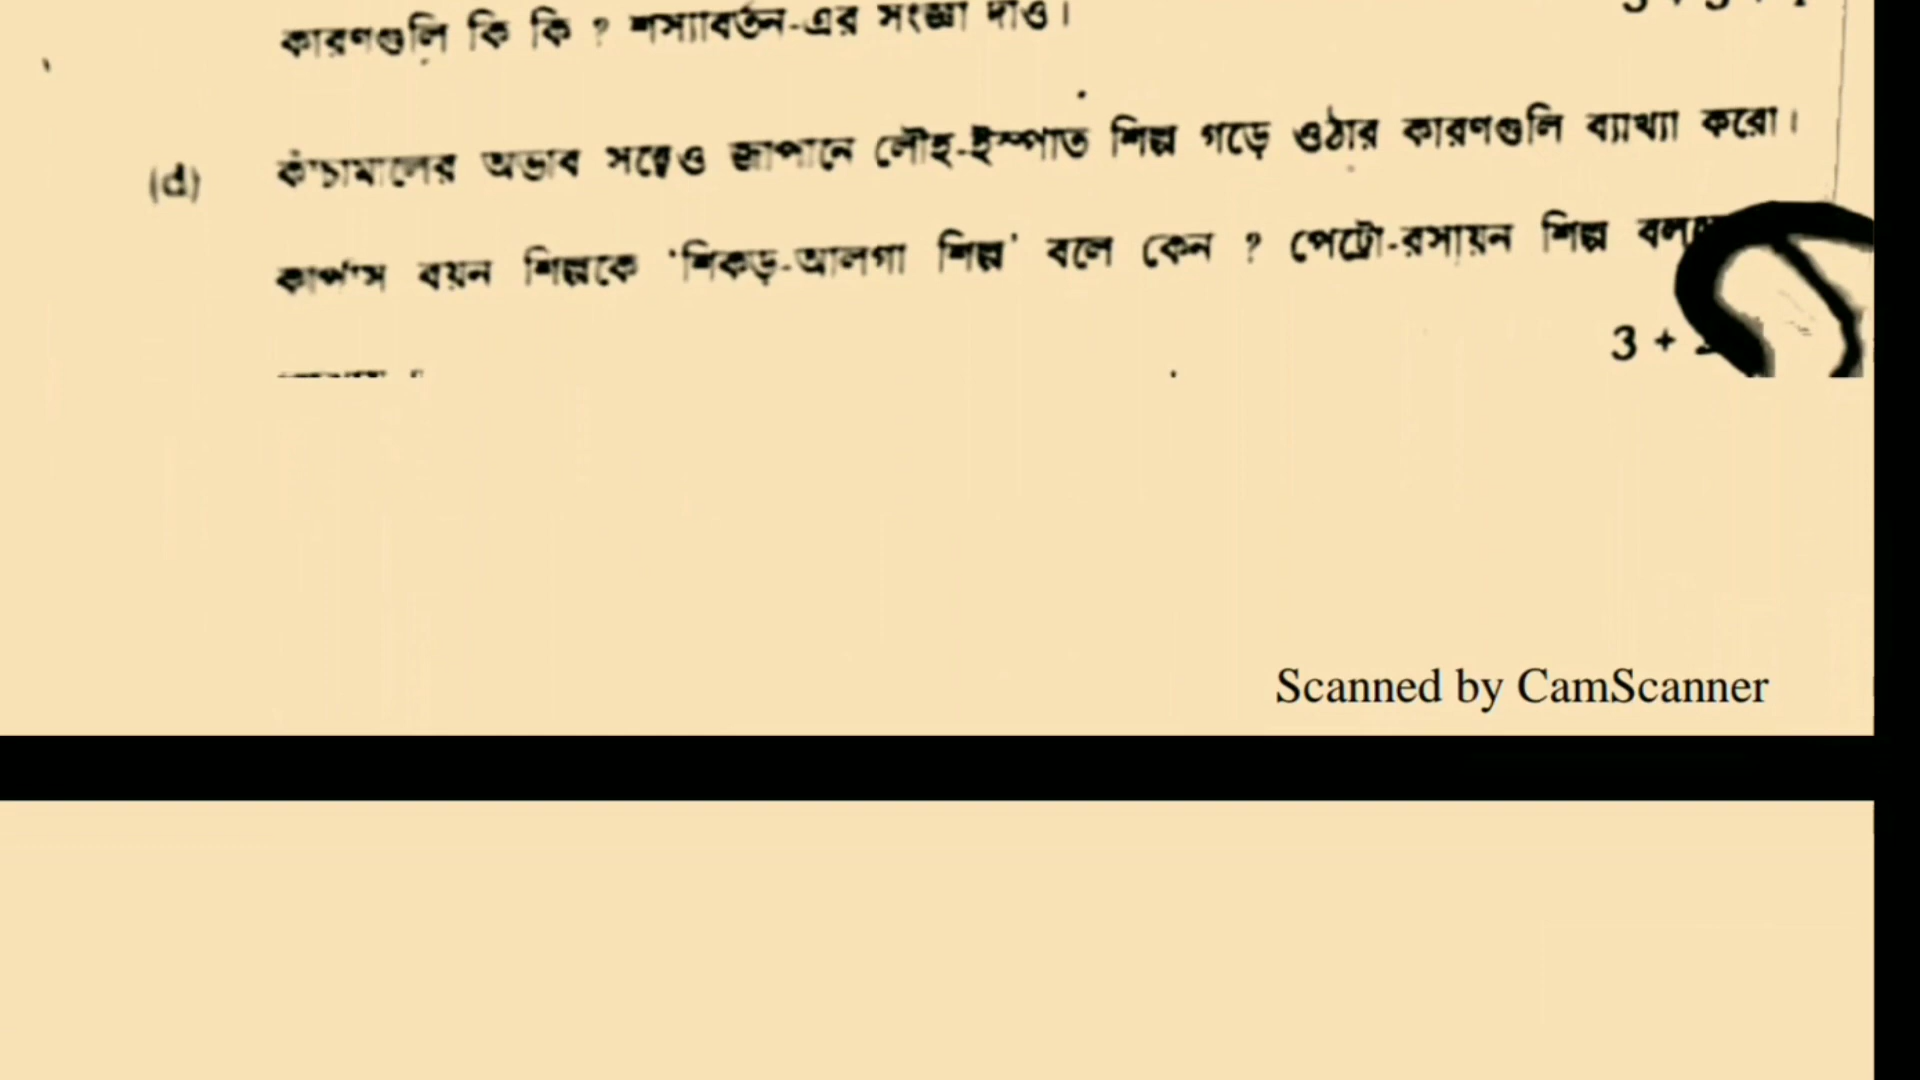 কারণগুলি কি কি ? শস্যাবর্তন-এর সংজ্ঞা দাও।
(d) কাঁচামালের অভাব সত্ত্বেও জাপানে লৌহ-ইস্পাত শিল্প গড়ে ওঠার কারণগুলি ব্যাখ্যা করো।
কার্পাস বয়ন শিল্পকে 'শিকড়-আলগা শিল্প' বলে কেন ? পেট্রো-রসায়ন শিল্প
3 +
Scanned by CamScanner